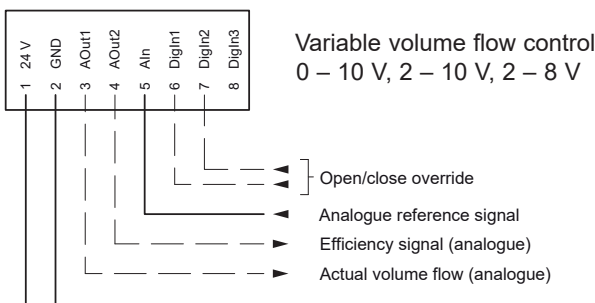 24 V
GND
AOut1
AOut2
AIn
DigIn1
DigIn2
DigIn3
1
2
3
4
5
6
7
8
Variable volume flow control
0 – 10 V, 2 – 10 V, 2 – 8 V
Open/close override
Analogue reference signal
Efficiency signal (analogue)
Actual volume flow (analogue)